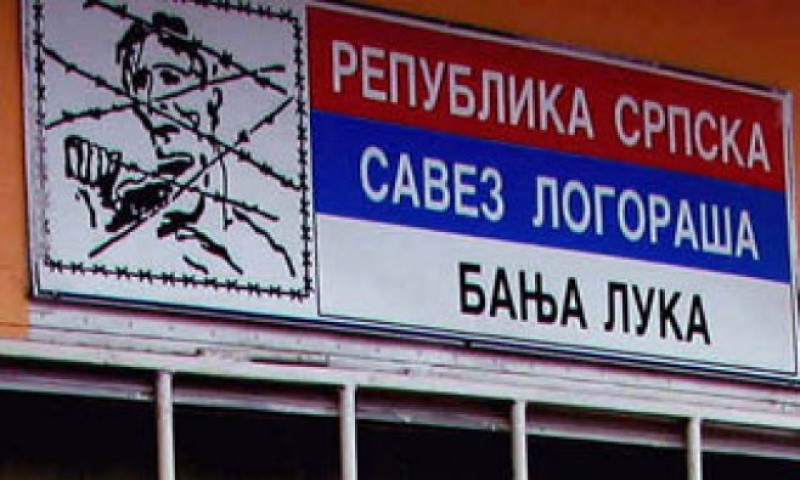 РЕПУБЛИКА СРПСКА
САВЕЗ ЛОГОРАША
БАЊА ЛУКА